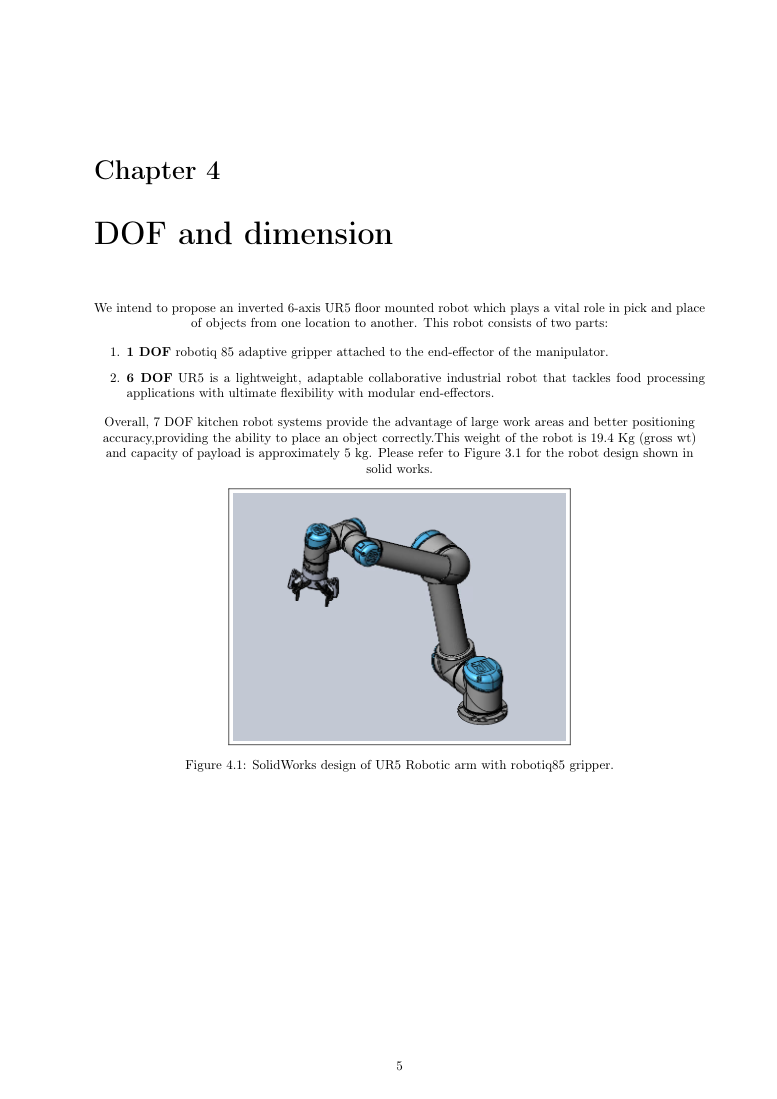 Chapter 4
DOF and dimension
We intend to propose an inverted 6-axis UR5 floor mounted robot which plays a vital role in pick and place
of objects from one location to another. This robot consists of two parts:
1. 1 DOF robotiq 85 adaptive gripper attached to the end-effector of the manipulator.
2. 6 DOF UR5 is a lightweight, adaptable collaborative industrial robot that tackles food processing
applications with ultimate flexibility with modular end-effectors.
Overall, 7 DOF kitchen robot systems provide the advantage of large work areas and better positioning
accuracy,providing the ability to place an object correctly.This weight of the robot is 19.4 Kg (gross wt)
and capacity of payload is approximately 5 kg. Please refer to Figure 3.1 for the robot design shown in
solid works.
Figure 4.1: SolidWorks design of UR5 Robotic arm with robotiq85 gripper.
5